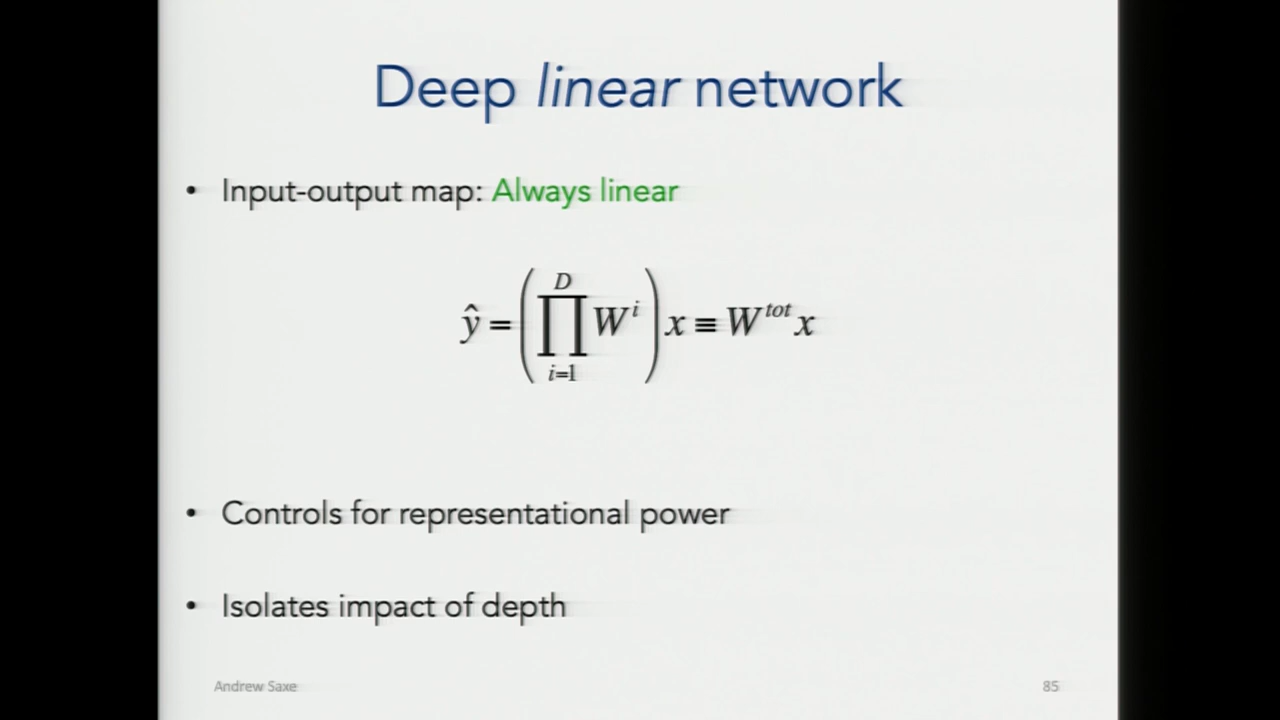 Deep linear network
• Input-output map: Always linear
ŷ = (∏_{i=1}^{D} W^i) x ≡ W^{tot} x
• Controls for representational power
• Isolates impact of depth
Andrew Saxe
85